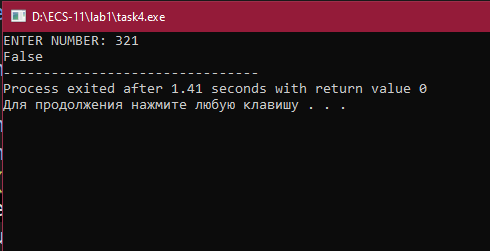 D:\ECS-11\lab1\task4.exe
ENTER NUMBER: 321
False
--------------------------------
Process exited after 1.41 seconds with return value 0
Для продолжения нажмите любую клавишу . . .